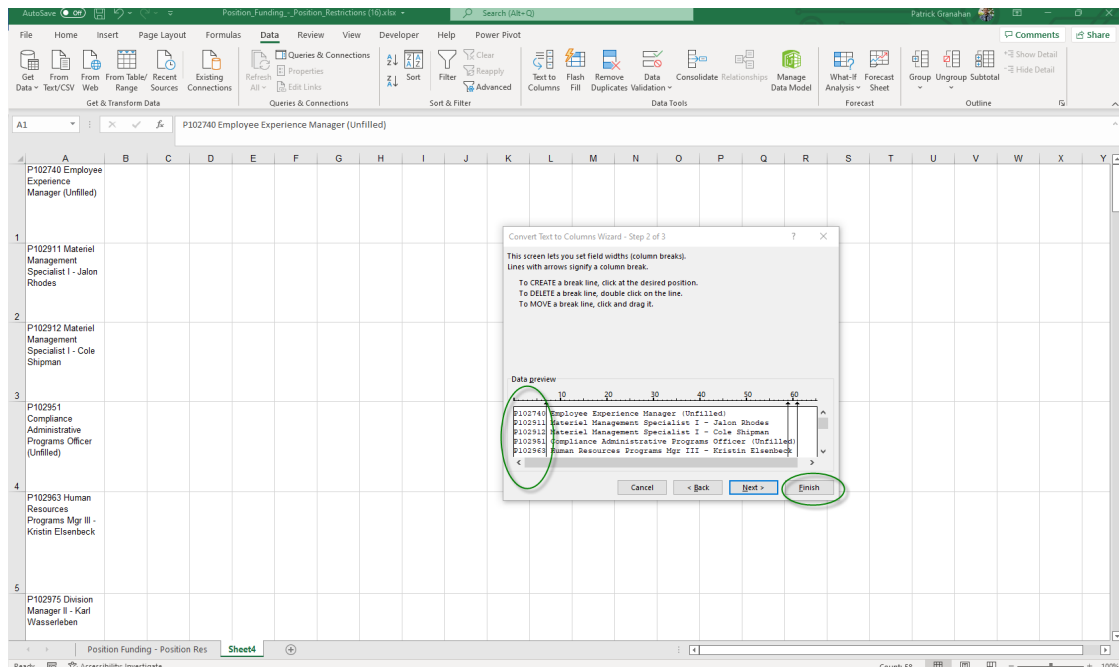 AutoSave Off Position_Funding_-_Position_Restrictions (16).xlsx Search (Alt+Q) Patrick Granahan
File Home Insert Page Layout Formulas Data Review View Developer Help Power Pivot Comments Share
Get Data From Text/CSV From Web From Table/ Range Recent Sources Existing Connections
Get & Transform Data
Refresh All Queries & Connections Properties Edit Links
Queries & Connections
Sort Filter Clear Reapply Advanced
Sort & Filter
Text to Columns Flash Fill Remove Duplicates Data Validation Consolidate Relationships Manage Data Model
Data Tools
What-If Analysis Forecast Sheet
Forecast
Group Ungroup Subtotal Show Detail Hide Detail
Outline
A1 fx P102740 Employee Experience Manager (Unfilled)
A B C D E F G H I J K L M N O P Q R S T U V W X Y
P102740 Employee
Experience
Manager (Unfilled)
1
P102911 Materiel
Management
Specialist I - Jalon
Rhodes
2
P102912 Materiel
Management
Specialist I - Cole
Shipman
3
P102951
Compliance
Administrative
Programs Officer
(Unfilled)
4
P102963 Human
Resources
Programs Mgr III -
Kristin Elsenbeck
5
P102975 Division
Manager II - Karl
Wasserleben
Convert Text to Columns Wizard - Step 2 of 3 ? ×
This screen lets you set field widths (column breaks).
Lines with arrows signify a column break.
To CREATE a break line, click at the desired position.
To DELETE a break line, double click on the line.
To MOVE a break line, click and drag it.
Data preview
10 20 30 40 50 60
P102740 Employee Experience Manager (Unfilled)
P102911 Materiel Management Specialist I - Jalon Rhodes
P102912 Materiel Management Specialist I - Cole Shipman
P102951 Compliance Administrative Programs Officer (Unfilled)
P102963 Human Resources Programs Mgr III - Kristin Elsenbeck
Cancel < Back Next > Finish
Position Funding - Position Res Sheet4
Ready Accessibility: Investigate Count: 58 100%